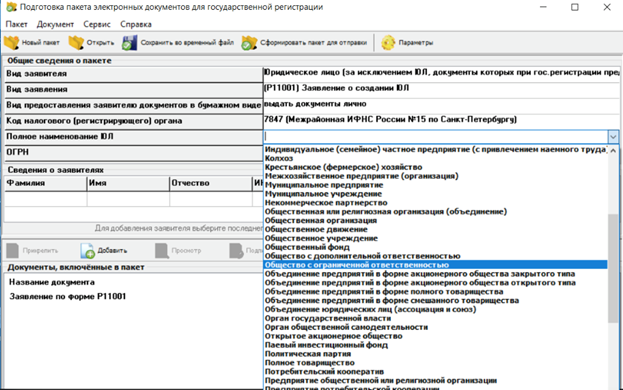 Подготовка пакета электронных документов для государственной регистрации
Пакет Документ Сервис Справка
Новый пакет Открыть Сохранить во временный файл Сформировать пакет для отправки Параметры
Общие сведения о пакете
Вид заявителя Юридическое лицо (за исключением ЮЛ, документы которых при гос.регистрации пре
Вид заявления (Р11001) Заявление о создании ЮЛ
Вид предоставления заявителю документов в бумажном виде выдать документы лично
Код налогового (регистрирующего) органа 7847 (Межрайонная ИФНС России №15 по Санкт-Петербургу)
Полное наименование ЮЛ
ОГРН
Сведения о заявителях
Фамилия Имя Отчество
Для добавления заявителя выберите последнее
Прикрепить Добавить Просмотр
Документы, включённые в пакет
Название документа
Заявление по форме Р11001
Индивидуальное (семейное) частное предприятие (с привлечением наемного труда
Колхоз
Крестьянское (фермерское) хозяйство
Межхозяйственное предприятие (организация)
Муниципальное предприятие
Муниципальное учреждение
Некоммерческое партнерство
Общественная или религиозная организация (объединение)
Общественная организация
Общественное движение
Общественное учреждение
Общественный фонд
Общество с дополнительной ответственностью
Общество с ограниченной ответственностью
Объединение предприятий в форме акционерного общества закрытого типа
Объединение предприятий в форме акционерного общества открытого типа
Объединение предприятий в форме полного товарищества
Объединение предприятий в форме смешанного товарищества
Объединение юридических лиц (ассоциация и союз)
Орган государственной власти
Орган общественной самодеятельности
Открытое акционерное общество
Паевый инвестиционный фонд
Политическая партия
Полное товарищество
Потребительский кооператив
Предприятие общественной или религиозной организации
Предприятие потребительской кооперации